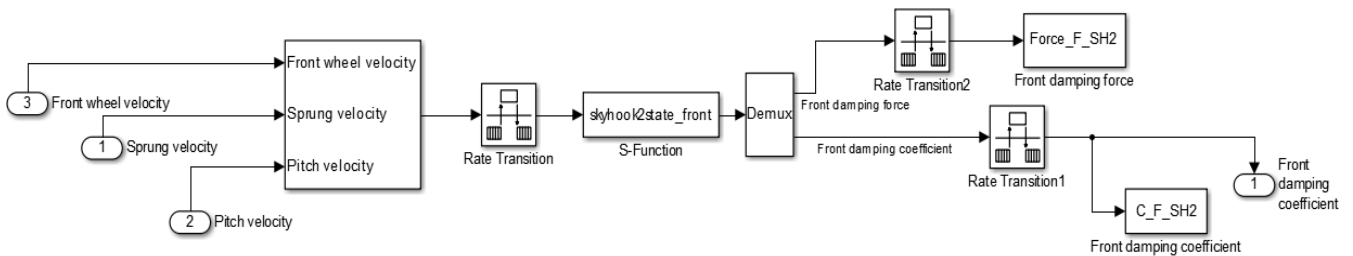 Front wheel velocity
Sprung velocity
Pitch velocity
3
Front wheel velocity
1
Sprung velocity
2
Pitch velocity
Rate Transition
skyhook2state_front
S-Function
Demux
Front damping force
Front damping coefficient
Rate Transition2
Force_F_SH2
Front damping force
Rate Transition1
C_F_SH2
Front damping coefficient
1
Front
damping
coefficient